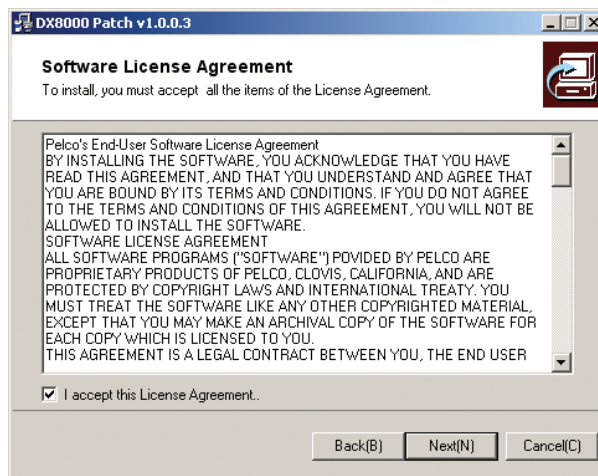 DX8000 Patch v1.0.0.3
Software License Agreement
To install, you must accept all the items of the License Agreement.
Pelco's End-User Software License Agreement
BY INSTALLING THE SOFTWARE, YOU ACKNOWLEDGE THAT YOU HAVE
READ THIS AGREEMENT, AND THAT YOU UNDERSTAND AND AGREE THAT
YOU ARE BOUND BY ITS TERMS AND CONDITIONS. IF YOU DO NOT AGREE
TO THE TERMS AND CONDITIONS OF THIS AGREEMENT, YOU WILL NOT BE
ALLOWED TO INSTALL THE SOFTWARE.
SOFTWARE LICENSE AGREEMENT
ALL SOFTWARE PROGRAMS ("SOFTWARE") POVIDED BY PELCO ARE
PROPRIETARY PRODUCTS OF PELCO, CLOVIS, CALIFORNIA, AND ARE
PROTECTED BY COPYRIGHT LAWS AND INTERNATIONAL TREATY. YOU
MUST TREAT THE SOFTWARE LIKE ANY OTHER COPYRIGHTED MATERIAL,
EXCEPT THAT YOU MAY MAKE AN ARCHIVAL COPY OF THE SOFTWARE FOR
EACH COPY WHICH IS LICENSED TO YOU.
THIS AGREEMENT IS A LEGAL CONTRACT BETWEEN YOU, THE END USER
I accept this License Agreement..
Back(B) Next(N) Cancel(C)